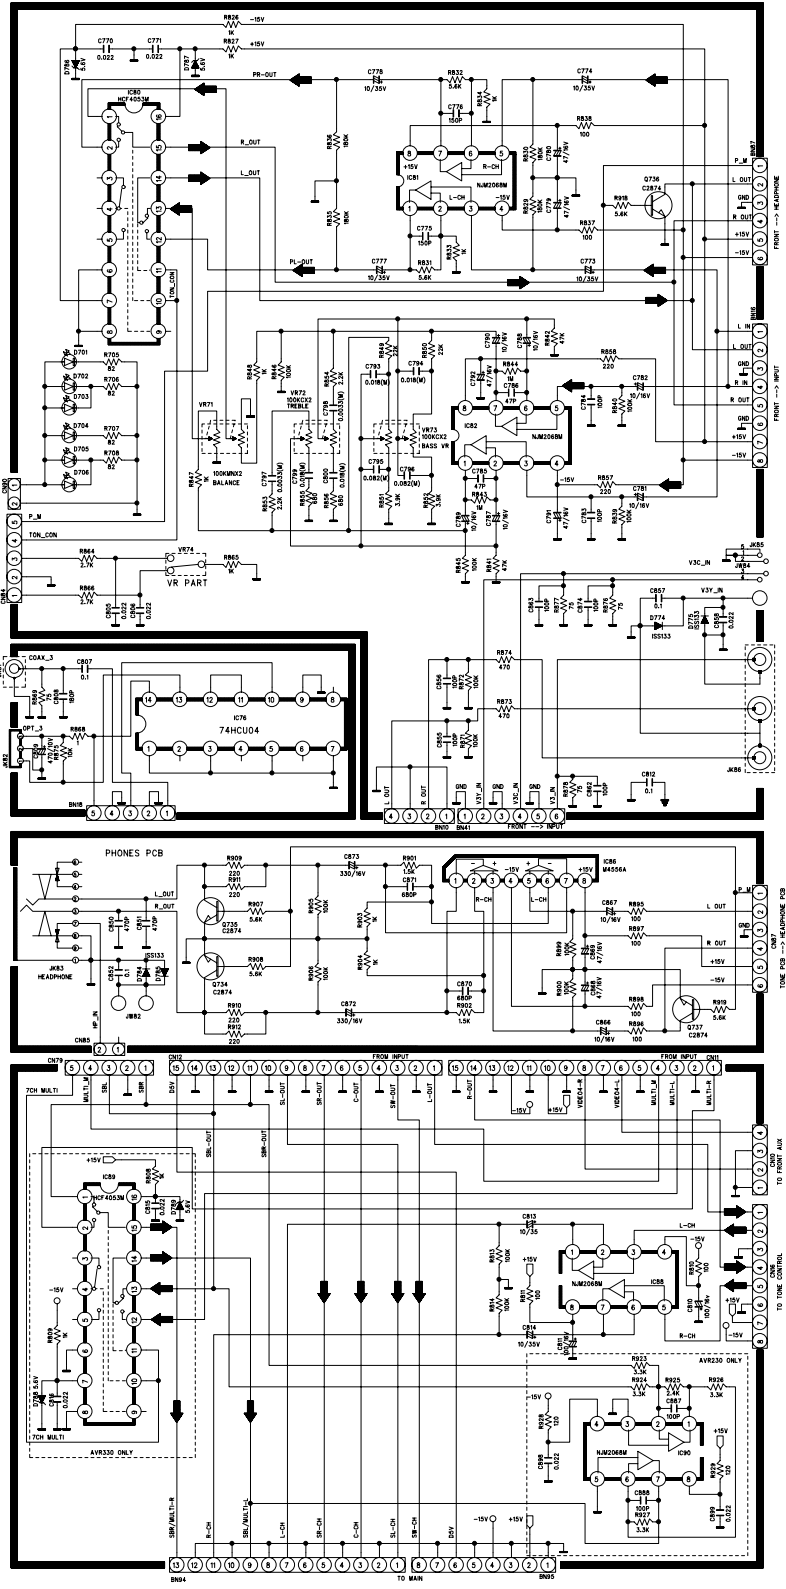 R826
1K
-15V
C770
0.022
C771
0.022
R827
1K
+15V
D786
5.6V
D787
5.6V
IC80
HCF4053M
PR-OUT
C778
10/35V
R832
5.6K
R834
1K
C774
10/35V
C776
150P
R838
100
R836
180K
R_OUT
L_OUT
+15V
IC81
R-CH
L-CH
NJM2068M
-15V
R830
180K
C780
47/16V
R829
180K
C779
47/16V
R835
180K
C775
150P
R833
1K
R837
100
R918
5.6K
Q736
C2874
BN87
P_M
L OUT
GND
R OUT
+15V
-15V
FRONT --> HEADPHONE
PL-OUT
C777
10/35V
R831
5.6K
C773
10/35V
TON_CON
D701
R705
82
D702
R706
82
D703
D704
R707
82
D705
R708
82
D706
CN90
R848
1K
R846
100K
R854
2.2K
R849
22K
C793
0.018(M)
C794
0.018(M)
R850
22K
C790
10/16V
C788
10/16V
R842
47K
R858
220
C792
47/16V
R844
1M
C786
47P
C784
100P
R840
100K
C782
10/16V
BN16
L IN
L OUT
GND
R IN
R OUT
GND
+15V
-15V
FRONT --> INPUT
VR71
100KMNX2
BALANCE
VR72
100KCX2
TREBLE
C798
0.0033(M)
VR73
100KCX2
BASS VR
IC82
NJM2068M
R847
1K
C797
0.0033(M)
R853
2.2K
C799
0.018(M)
R855
680
C800
0.018(M)
R856
680
C795
0.082(M)
C796
0.082(M)
R851
3.9K
R852
3.9K
C785
47P
R843
1M
C789
10/16V
C787
10/16V
-15V
R857
220
C791
47/16V
C783
100P
R839
100K
C781
10/16V
R845
100K
R841
47K
P_M
TON_CON
CN84
R864
2.7K
R866
2.7K
VR74
R865
1K
VR PART
C805
0.022
C806
0.022
JK85
V3C_IN
JW84
C863
100P
R877
75
C874
100P
R876
75
C857
0.1
V3Y_IN
D774
ISS133
D775
ISS133
C858
0.022
COAX_3
C807
0.1
R869
75
C808
180P
OPT_3
R868
1
470/10V
R875
10K
JK82
IC76
74HCU04
BN18
R874
470
C856
100P
R872
100K
R873
470
C855
100P
R871
100K
JK86
L OUT
R OUT
GND
V3Y_IN
GND
V3C_IN
GND
V3_IN
R878
75
C862
100P
C812
0.1
BN10
BN41
FRONT --> INPUT
PHONES PCB
R909
220
R911
220
C873
330/16V
R901
1.5K
C871
680P
IC86
M4556A
R-CH
-15V
L-CH
+15V
L_OUT
R_OUT
Q735
C2874
R907
5.6K
R905
100K
R903
1K
C867
10/16V
R895
100
R897
100
P_M
L OUT
GND
R OUT
+15V
-15V
CN87
TONE PCB --> HEADPHONE PCB
C850
470P
C851
470P
JK83
HEADPHONE
C852
0.1
ISS133
D784
D785
Q734
C2874
R908
5.6K
R906
100K
R904
1K
R899
100K
C869
47/16V
R900
100K
C868
47/16V
C870
680P
R902
1.5K
JW82
HP_IN
R910
220
R912
220
C872
330/16V
R898
100
C866
10/16V
R896
100
Q737
C2874
R919
5.6K
CN85
CN79
CN12
FROM INPUT
FROM INPUT
CN11
7CH MULTI
MULTI_M
SBL
SBR
D5V
SBL-OUT
SBR-OUT
SL-OUT
SR-OUT
C-OUT
SW-OUT
L-OUT
R-OUT
-15V
+15V
VIDEO4-R
VIDEO4-L
MULTI_M
MULTI-L
MULTI-R
CN10
TO FRONT AUX
+15V
IC89
HCF4053M
R808
1K
C815
0.022
D789
5.6V
-15V
R809
1K
D788 5.6V
C816
0.022
7CH MULTI
AVR330 ONLY
C813
10/35
R813
100K
R814
100K
+15V
R811
100
C814
10/35V
NJM2068M
IC88
C811
100/16V
L-CH
-15V
R810
100
C810
100/16v
R-CH
+15V
-15V
CN16
TO TONE CONTROL
AVR230 ONLY
R923
3.3K
R924
3.3K
R925
2.4K
R926
3.3K
C887
100P
-15V
R928
120
C898
0.022
NJM2068M
IC90
+15V
R929
120
C899
0.022
C888
100P
R927
3.3K
SBR/MULTI-R
R-CH
SBL/MULTI-L
L-CH
SR-CH
C-CH
SL-CH
SW-CH
D5V
-15V
+15V
BN94
TO MAIN
BN95